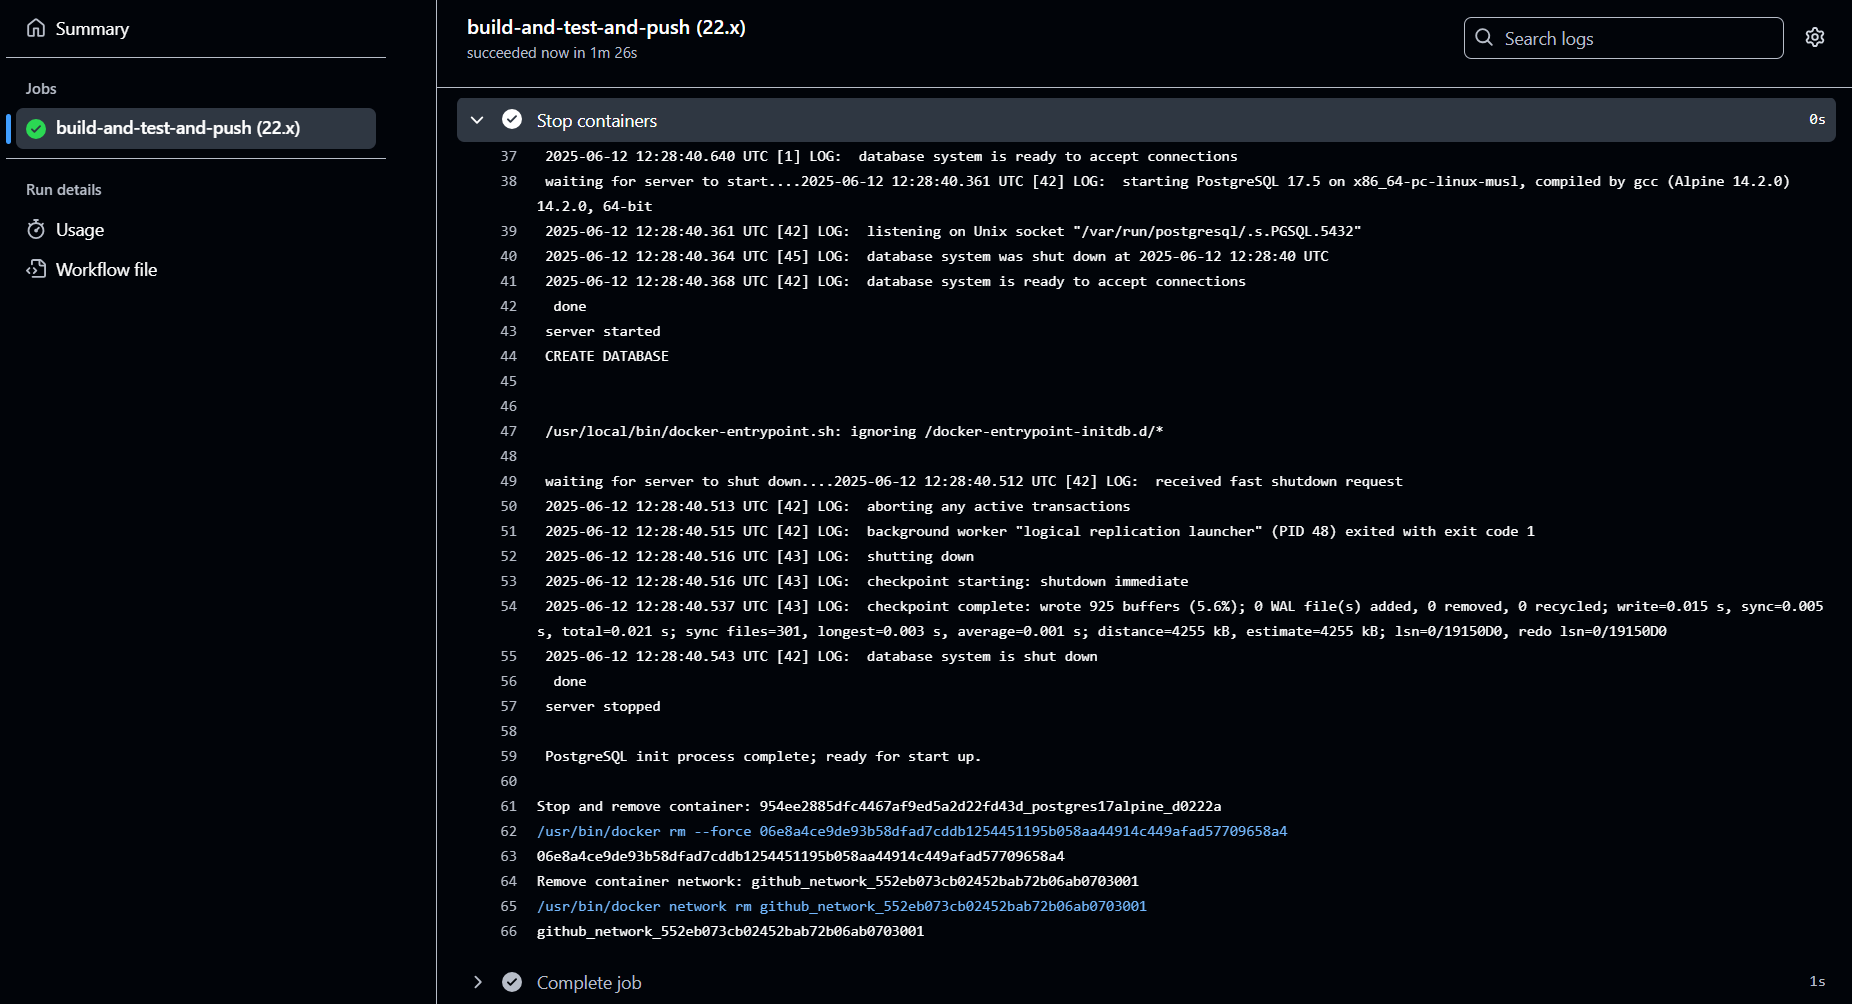 Summary
Jobs
build-and-test-and-push (22.x)
Run details
Usage
Workflow file
build-and-test-and-push (22.x)
succeeded now in 1m 26s
Search logs
Stop containers 0s
37 2025-06-12 12:28:40.640 UTC [1] LOG:  database system is ready to accept connections
38 waiting for server to start....2025-06-12 12:28:40.361 UTC [42] LOG:  starting PostgreSQL 17.5 on x86_64-pc-linux-musl, compiled by gcc (Alpine 14.2.0)
14.2.0, 64-bit
39 2025-06-12 12:28:40.361 UTC [42] LOG:  listening on Unix socket "/var/run/postgresql/.s.PGSQL.5432"
40 2025-06-12 12:28:40.364 UTC [45] LOG:  database system was shut down at 2025-06-12 12:28:40 UTC
41 2025-06-12 12:28:40.368 UTC [42] LOG:  database system is ready to accept connections
42 done
43 server started
44 CREATE DATABASE
45
46
47 /usr/local/bin/docker-entrypoint.sh: ignoring /docker-entrypoint-initdb.d/*
48
49 waiting for server to shut down....2025-06-12 12:28:40.512 UTC [42] LOG:  received fast shutdown request
50 2025-06-12 12:28:40.513 UTC [42] LOG:  aborting any active transactions
51 2025-06-12 12:28:40.515 UTC [42] LOG:  background worker "logical replication launcher" (PID 48) exited with exit code 1
52 2025-06-12 12:28:40.516 UTC [43] LOG:  shutting down
53 2025-06-12 12:28:40.516 UTC [43] LOG:  checkpoint starting: shutdown immediate
54 2025-06-12 12:28:40.537 UTC [43] LOG:  checkpoint complete: wrote 925 buffers (5.6%); 0 WAL file(s) added, 0 removed, 0 recycled; write=0.015 s, sync=0.005
s, total=0.021 s; sync files=301, longest=0.003 s, average=0.001 s; distance=4255 kB, estimate=4255 kB; lsn=0/19150D0, redo lsn=0/19150D0
55 2025-06-12 12:28:40.543 UTC [42] LOG:  database system is shut down
56 done
57 server stopped
58
59 PostgreSQL init process complete; ready for start up.
60
61 Stop and remove container: 954ee2885dfc4467af9ed5a2d22fd43d_postgres17alpine_d0222a
62 /usr/bin/docker rm --force 06e8a4ce9de93b58dfad7cddb1254451195b058aa44914c449afad57709658a4
63 06e8a4ce9de93b58dfad7cddb1254451195b058aa44914c449afad57709658a4
64 Remove container network: github_network_552eb073cb02452bab72b06ab0703001
65 /usr/bin/docker network rm github_network_552eb073cb02452bab72b06ab0703001
66 github_network_552eb073cb02452bab72b06ab0703001
Complete job 1s